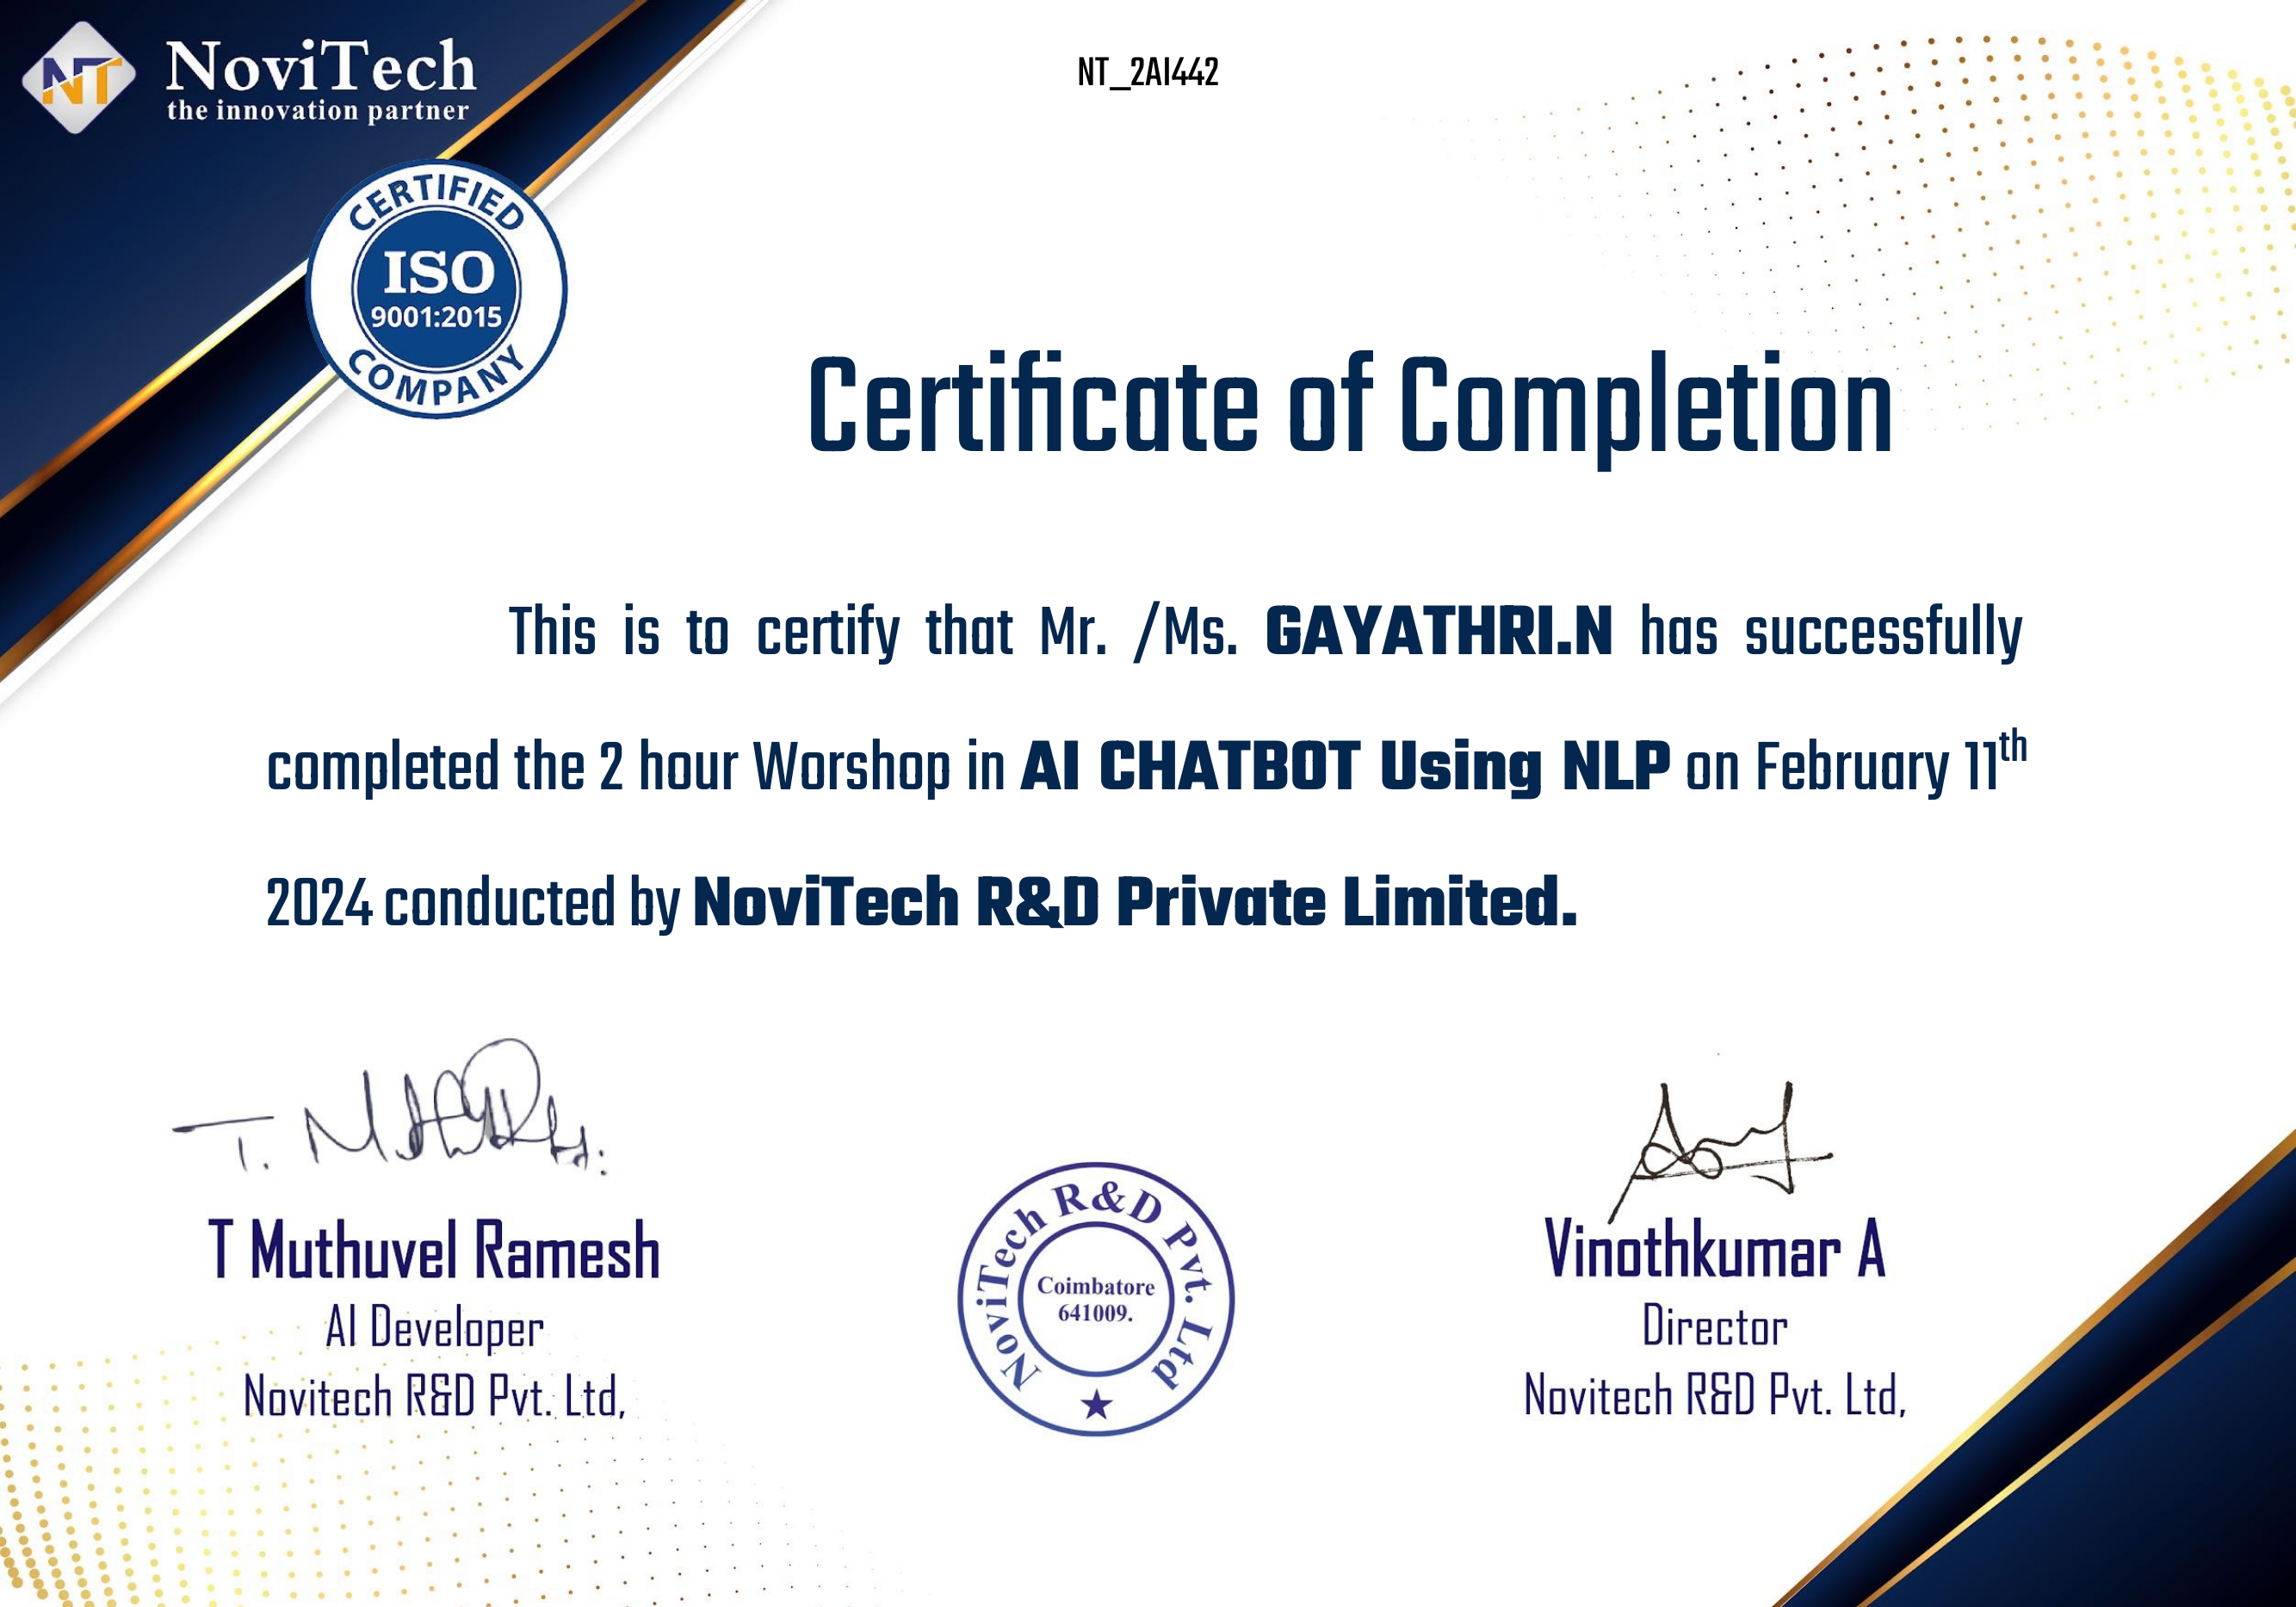 NT
NoviTech
the innovation partner
NT_2AI442
CERTIFIED
ISO
9001:2015
COMPANY
Certificate of Completion
This is to certify that Mr. /Ms. GAYATHRI.N has successfully
completed the 2 hour Worshop in AI CHATBOT Using NLP on February 11th
2024 conducted by NoviTech R&D Private Limited.
T Muthuvel Ramesh
AI Developer
Novitech R&D Pvt. Ltd,
NoviTech R&D Pvt. Ltd
Coimbatore
641009.
Vinothkumar A
Director
Novitech R&D Pvt. Ltd,